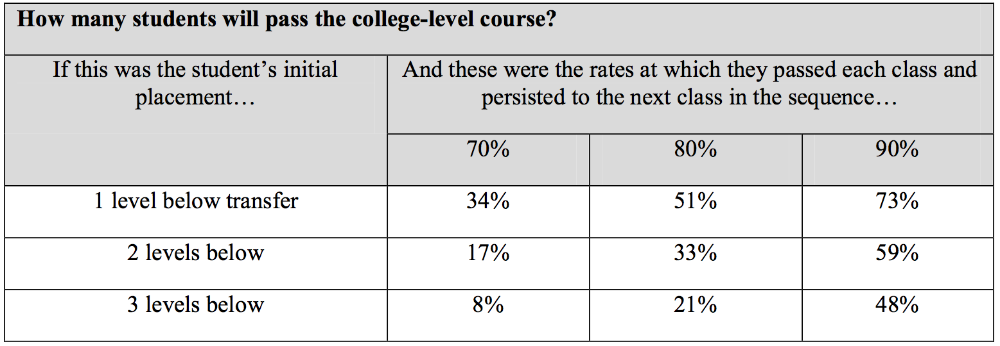 How many students will pass the college-level course?
If this was the student’s initial
placement…
And these were the rates at which they passed each class and
persisted to the next class in the sequence…
70%
80%
90%
1 level below transfer
34%
51%
73%
2 levels below
17%
33%
59%
3 levels below
8%
21%
48%